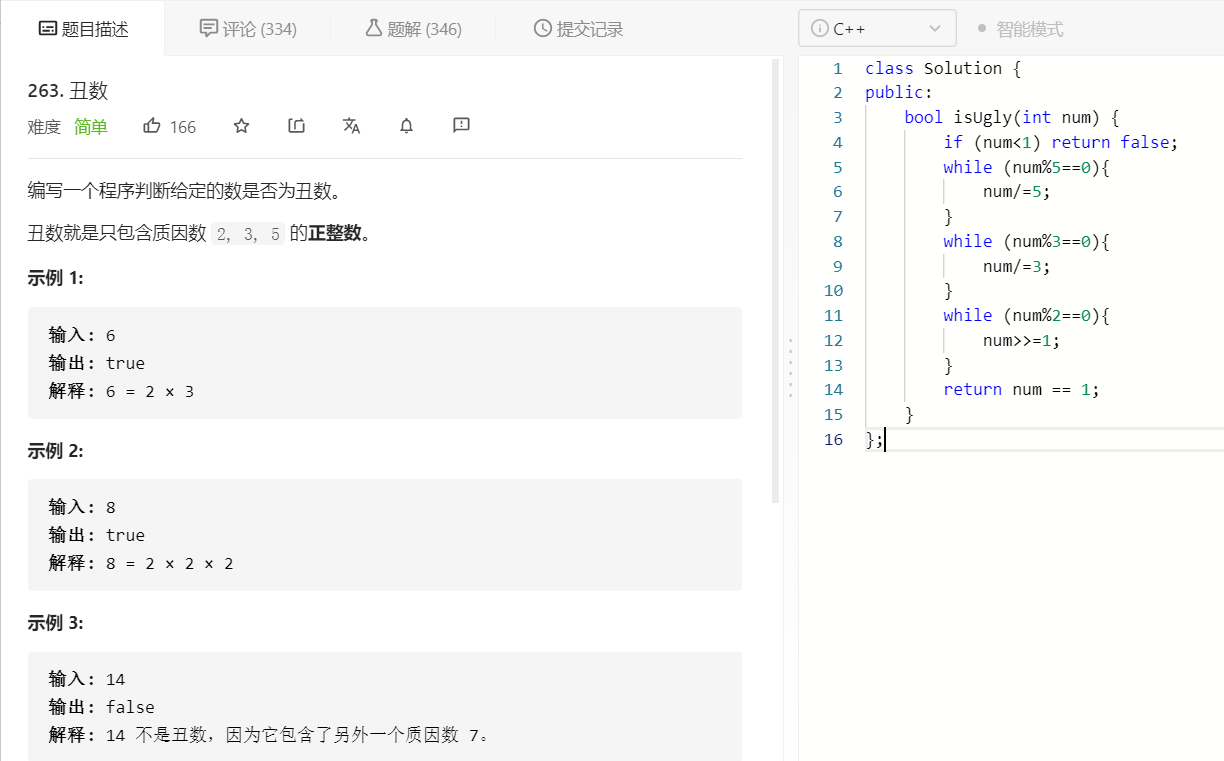 题目描述 评论 (334) 题解 (346) 提交记录
263. 丑数
难度 简单 166
编写一个程序判断给定的数是否为丑数。
丑数就是只包含质因数 2, 3, 5 的正整数。
示例 1:
输入: 6
输出: true
解释: 6 = 2 × 3
示例 2:
输入: 8
输出: true
解释: 8 = 2 × 2 × 2
示例 3:
输入: 14
输出: false
解释: 14 不是丑数，因为它包含了另外一个质因数 7。
C++ 智能模式
1 class Solution {
2 public:
3     bool isUgly(int num) {
4         if (num<1) return false;
5         while (num%5==0){
6             num/=5;
7         }
8         while (num%3==0){
9             num/=3;
10         }
11         while (num%2==0){
12             num>>=1;
13         }
14         return num == 1;
15     }
16 };